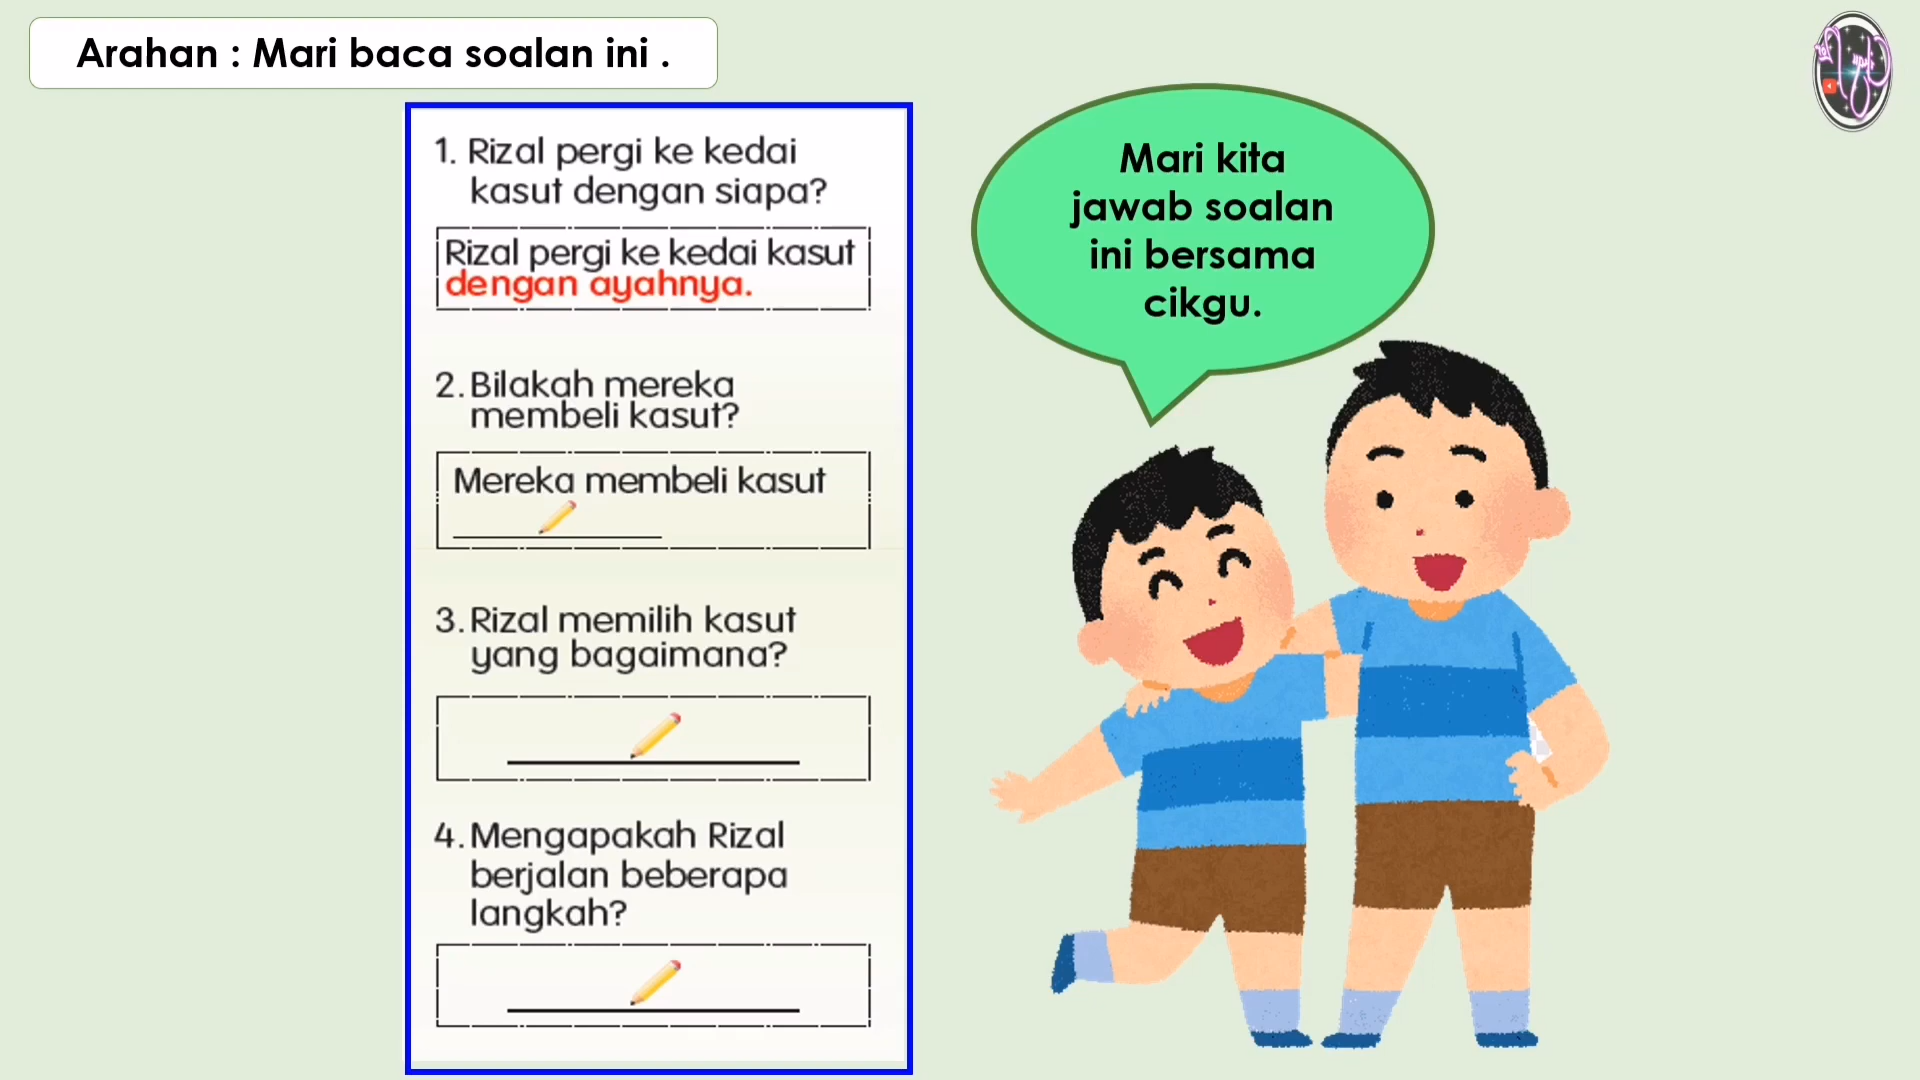 Arahan : Mari baca soalan ini .
1. Rizal pergi ke kedai
kasut dengan siapa?
Rizal pergi ke kedai kasut
dengan ayahnya.
2. Bilakah mereka
membeli kasut?
Mereka membeli kasut
3. Rizal memilih kasut
yang bagaimana?
4. Mengapakah Rizal
berjalan beberapa
langkah?
Mari kita
jawab soalan
ini bersama
cikgu.